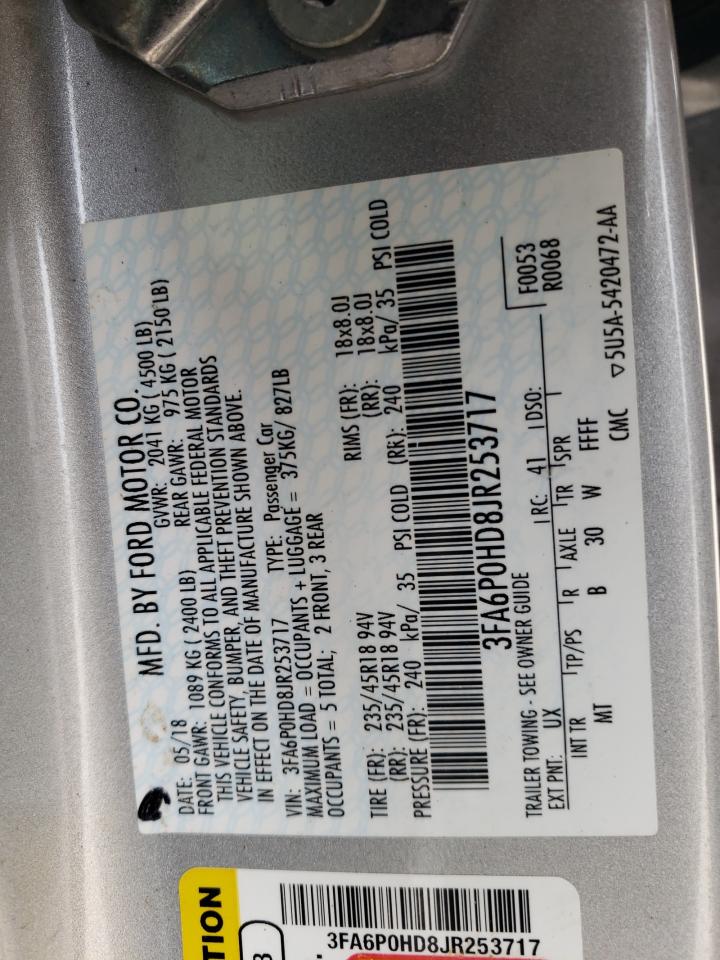 MFD. BY FORD MOTOR CO.
DATE: 05/18 GVWR: 2041 KG ( 4500 LB)
FRONT GAWR: 1089 KG ( 2400 LB) REAR GAWR: 975 KG ( 2150 LB)
THIS VEHICLE CONFORMS TO ALL APPLICABLE FEDERAL MOTOR
VEHICLE SAFETY, BUMPER, AND THEFT PREVENTION STANDARDS
IN EFFECT ON THE DATE OF MANUFACTURE SHOWN ABOVE.
VIN: 3FA6P0HD8JR253717 TYPE: Passenger Car
MAXIMUM LOAD = OCCUPANTS + LUGGAGE = 375KG/ 827LB
OCCUPANTS = 5 TOTAL; 2 FRONT, 3 REAR
TIRE (FR): 235/45R18 94V RIMS (FR): 18x8.0J
(RR): 235/45R18 94V (RR): 18x8.0J
PRESSURE (FR): 240 kPa/ 35 PSI COLD (RR): 240 kPa/ 35 PSI COLD
3FA6P0HD8JR253717
F0053
R0068
TRAILER TOWING - SEE OWNER GUIDE
EXT PNT: UX RC: 41 DSO:
INT TR TP/PS R AXLE TR SPR
MT B 30 W FFFF
CMC ▽5U5A-5420472-AA
TION
3FA6P0HD8JR253717